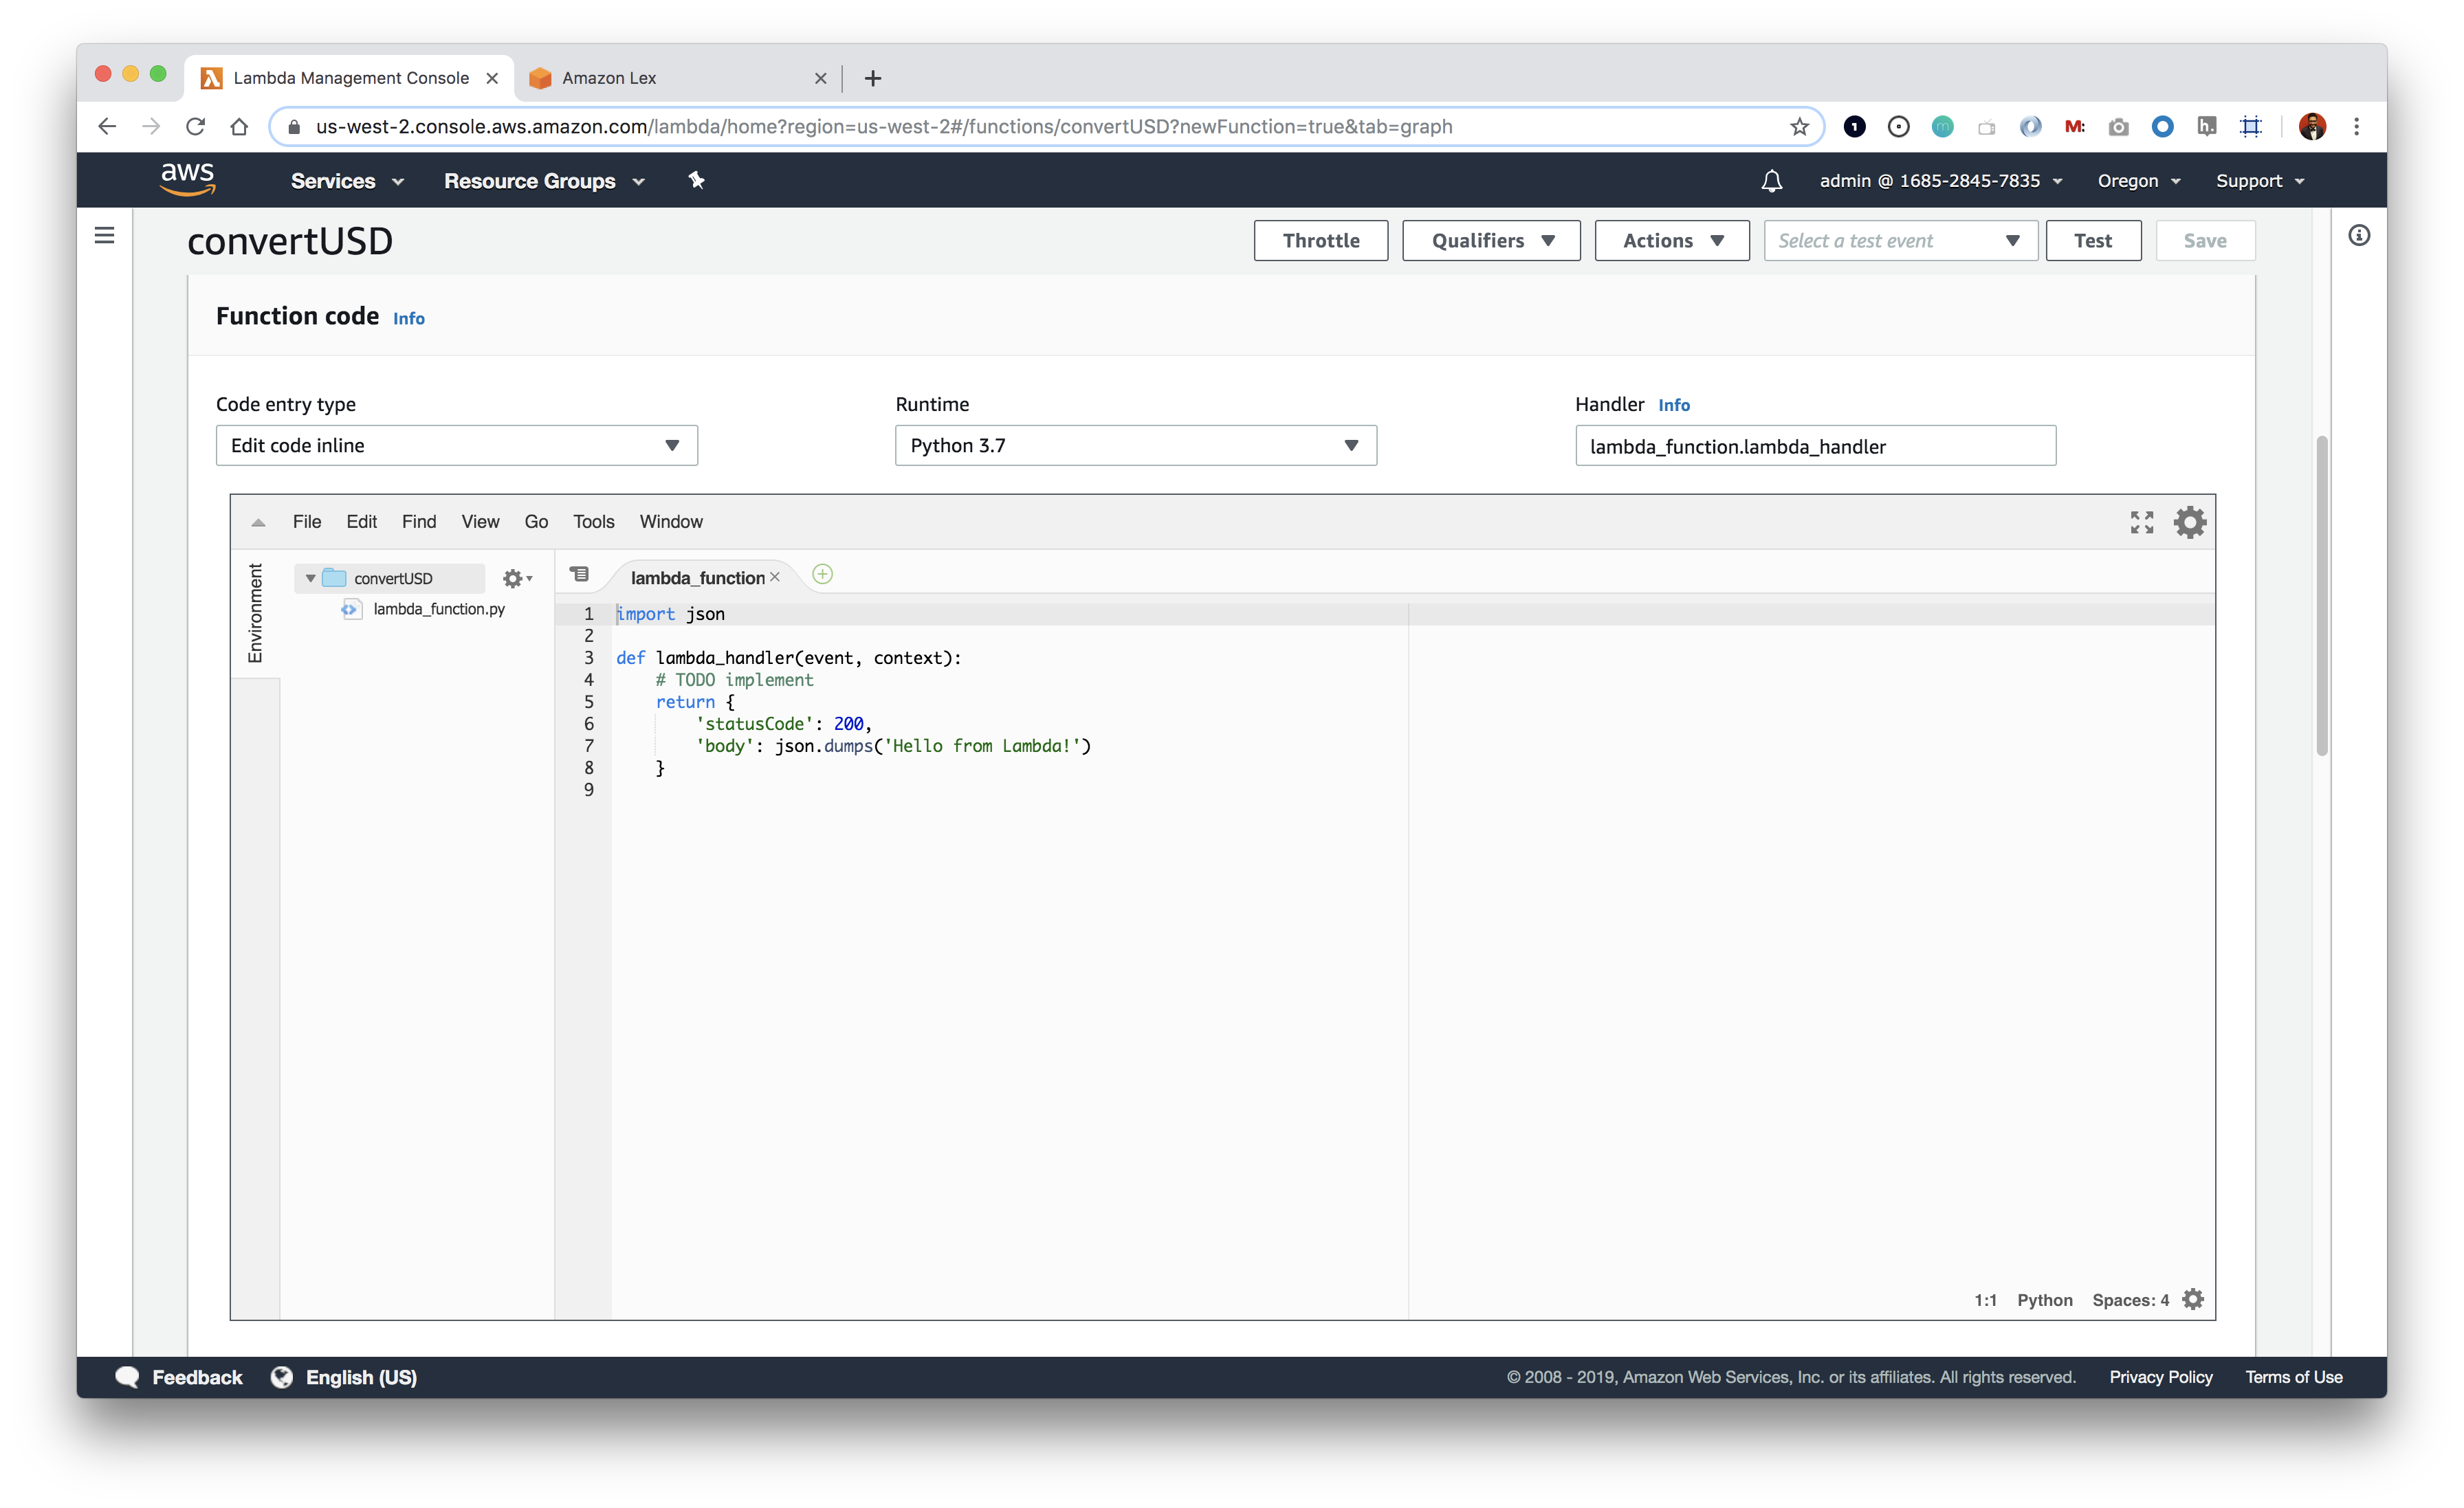 Lambda Management Console
Amazon Lex
us-west-2.console.aws.amazon.com/lambda/home?region=us-west-2#/functions/convertUSD?newFunction=true&tab=graph
1
m
M:
h.
aws
Services
Resource Groups
admin @ 1685-2845-7835
Oregon
Support
convertUSD
Throttle
Qualifiers
Actions
Select a test event
Test
Save
Function code Info
Code entry type
Runtime
Handler Info
Edit code inline
Python 3.7
lambda_function.lambda_handler
File Edit Find View Go Tools Window
Environment
convertUSD
lambda_function.py
lambda_function
1 import json
2
3 def lambda_handler(event, context):
4     # TODO implement
5     return {
6         'statusCode': 200,
7         'body': json.dumps('Hello from Lambda!')
8     }
9
1:1 Python Spaces: 4
Feedback
English (US)
© 2008 - 2019, Amazon Web Services, Inc. or its affiliates. All rights reserved.
Privacy Policy
Terms of Use